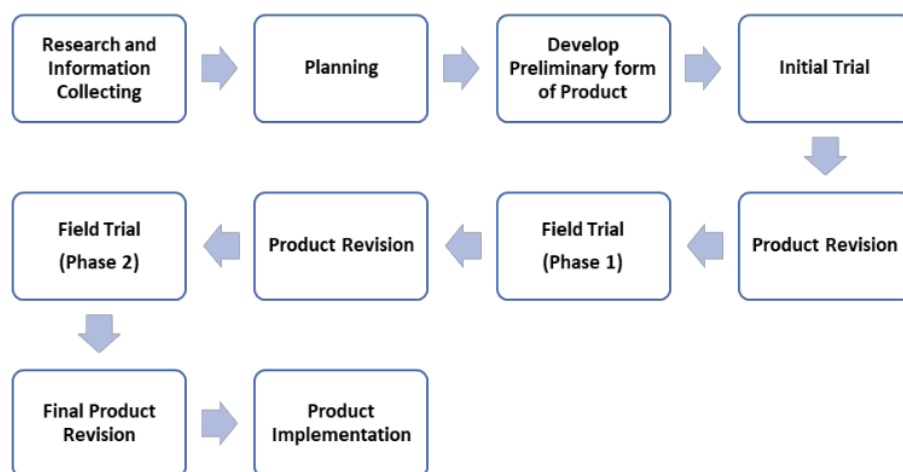 Research and
Information
Collecting
Planning
Develop
Preliminary form
of Product
Initial Trial
Product Revision
Field Trial
(Phase 1)
Product Revision
Field Trial
(Phase 2)
Final Product
Revision
Product
Implementation